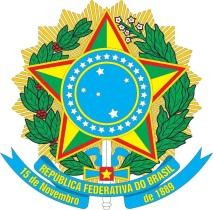 REPÚBLICA FEDERATIVA DO BRASIL
15 de Novembro
de 1889